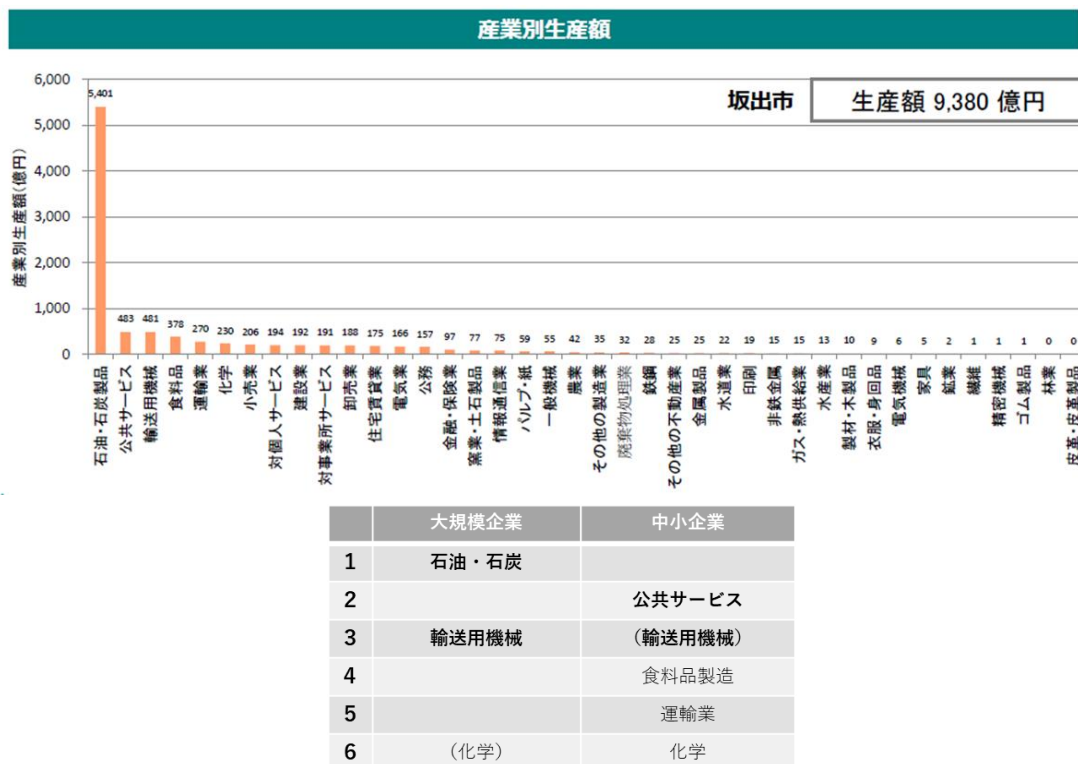 産業別生産額
坂出市
生産額 9,380 億円
産業別生産額(億円)
6,000
5,000
4,000
3,000
2,000
1,000
0
5,401
483
481
378
270
230
206
194
192
191
188
175
166
157
97
77
75
59
55
42
35
32
28
25
25
22
19
15
15
13
10
9
6
5
2
1
1
1
0
0
石油・石炭製品
公共サービス
輸送用機械
食料品
運輸業
化学
小売業
対個人サービス
建設業
対事業所サービス
卸売業
住宅賃貸業
電気業
公務
金融・保険業
窯業・土石製品
情報通信業
パルプ・紙
一般機械
農業
その他の製造業
廃棄物処理業
鉄鋼
その他の不動産業
金属製品
水道業
印刷
非鉄金属
ガス・熱供給業
水産業
製材・木製品
衣服・身回品
電気機械
家具
鉱業
繊維
精密機械
ゴム製品
林業
皮革・皮革製品
大規模企業 中小企業
1 石油・石炭
2 公共サービス
3 輸送用機械 (輸送用機械)
4 食料品製造
5 運輸業
6 (化学) 化学